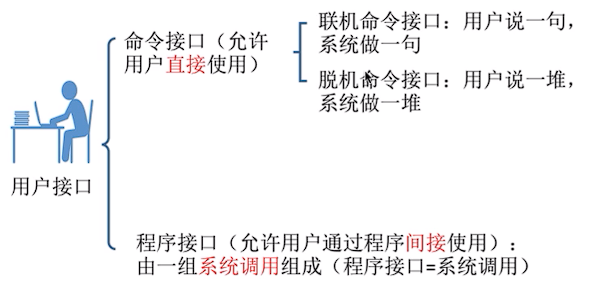 命令接口（允许
用户直接使用）
联机命令接口：用户说一句，
系统做一句
脱机命令接口：用户说一堆，
系统做一堆
用户接口
程序接口（允许用户通过程序间接使用）：
由一组系统调用组成（程序接口=系统调用）